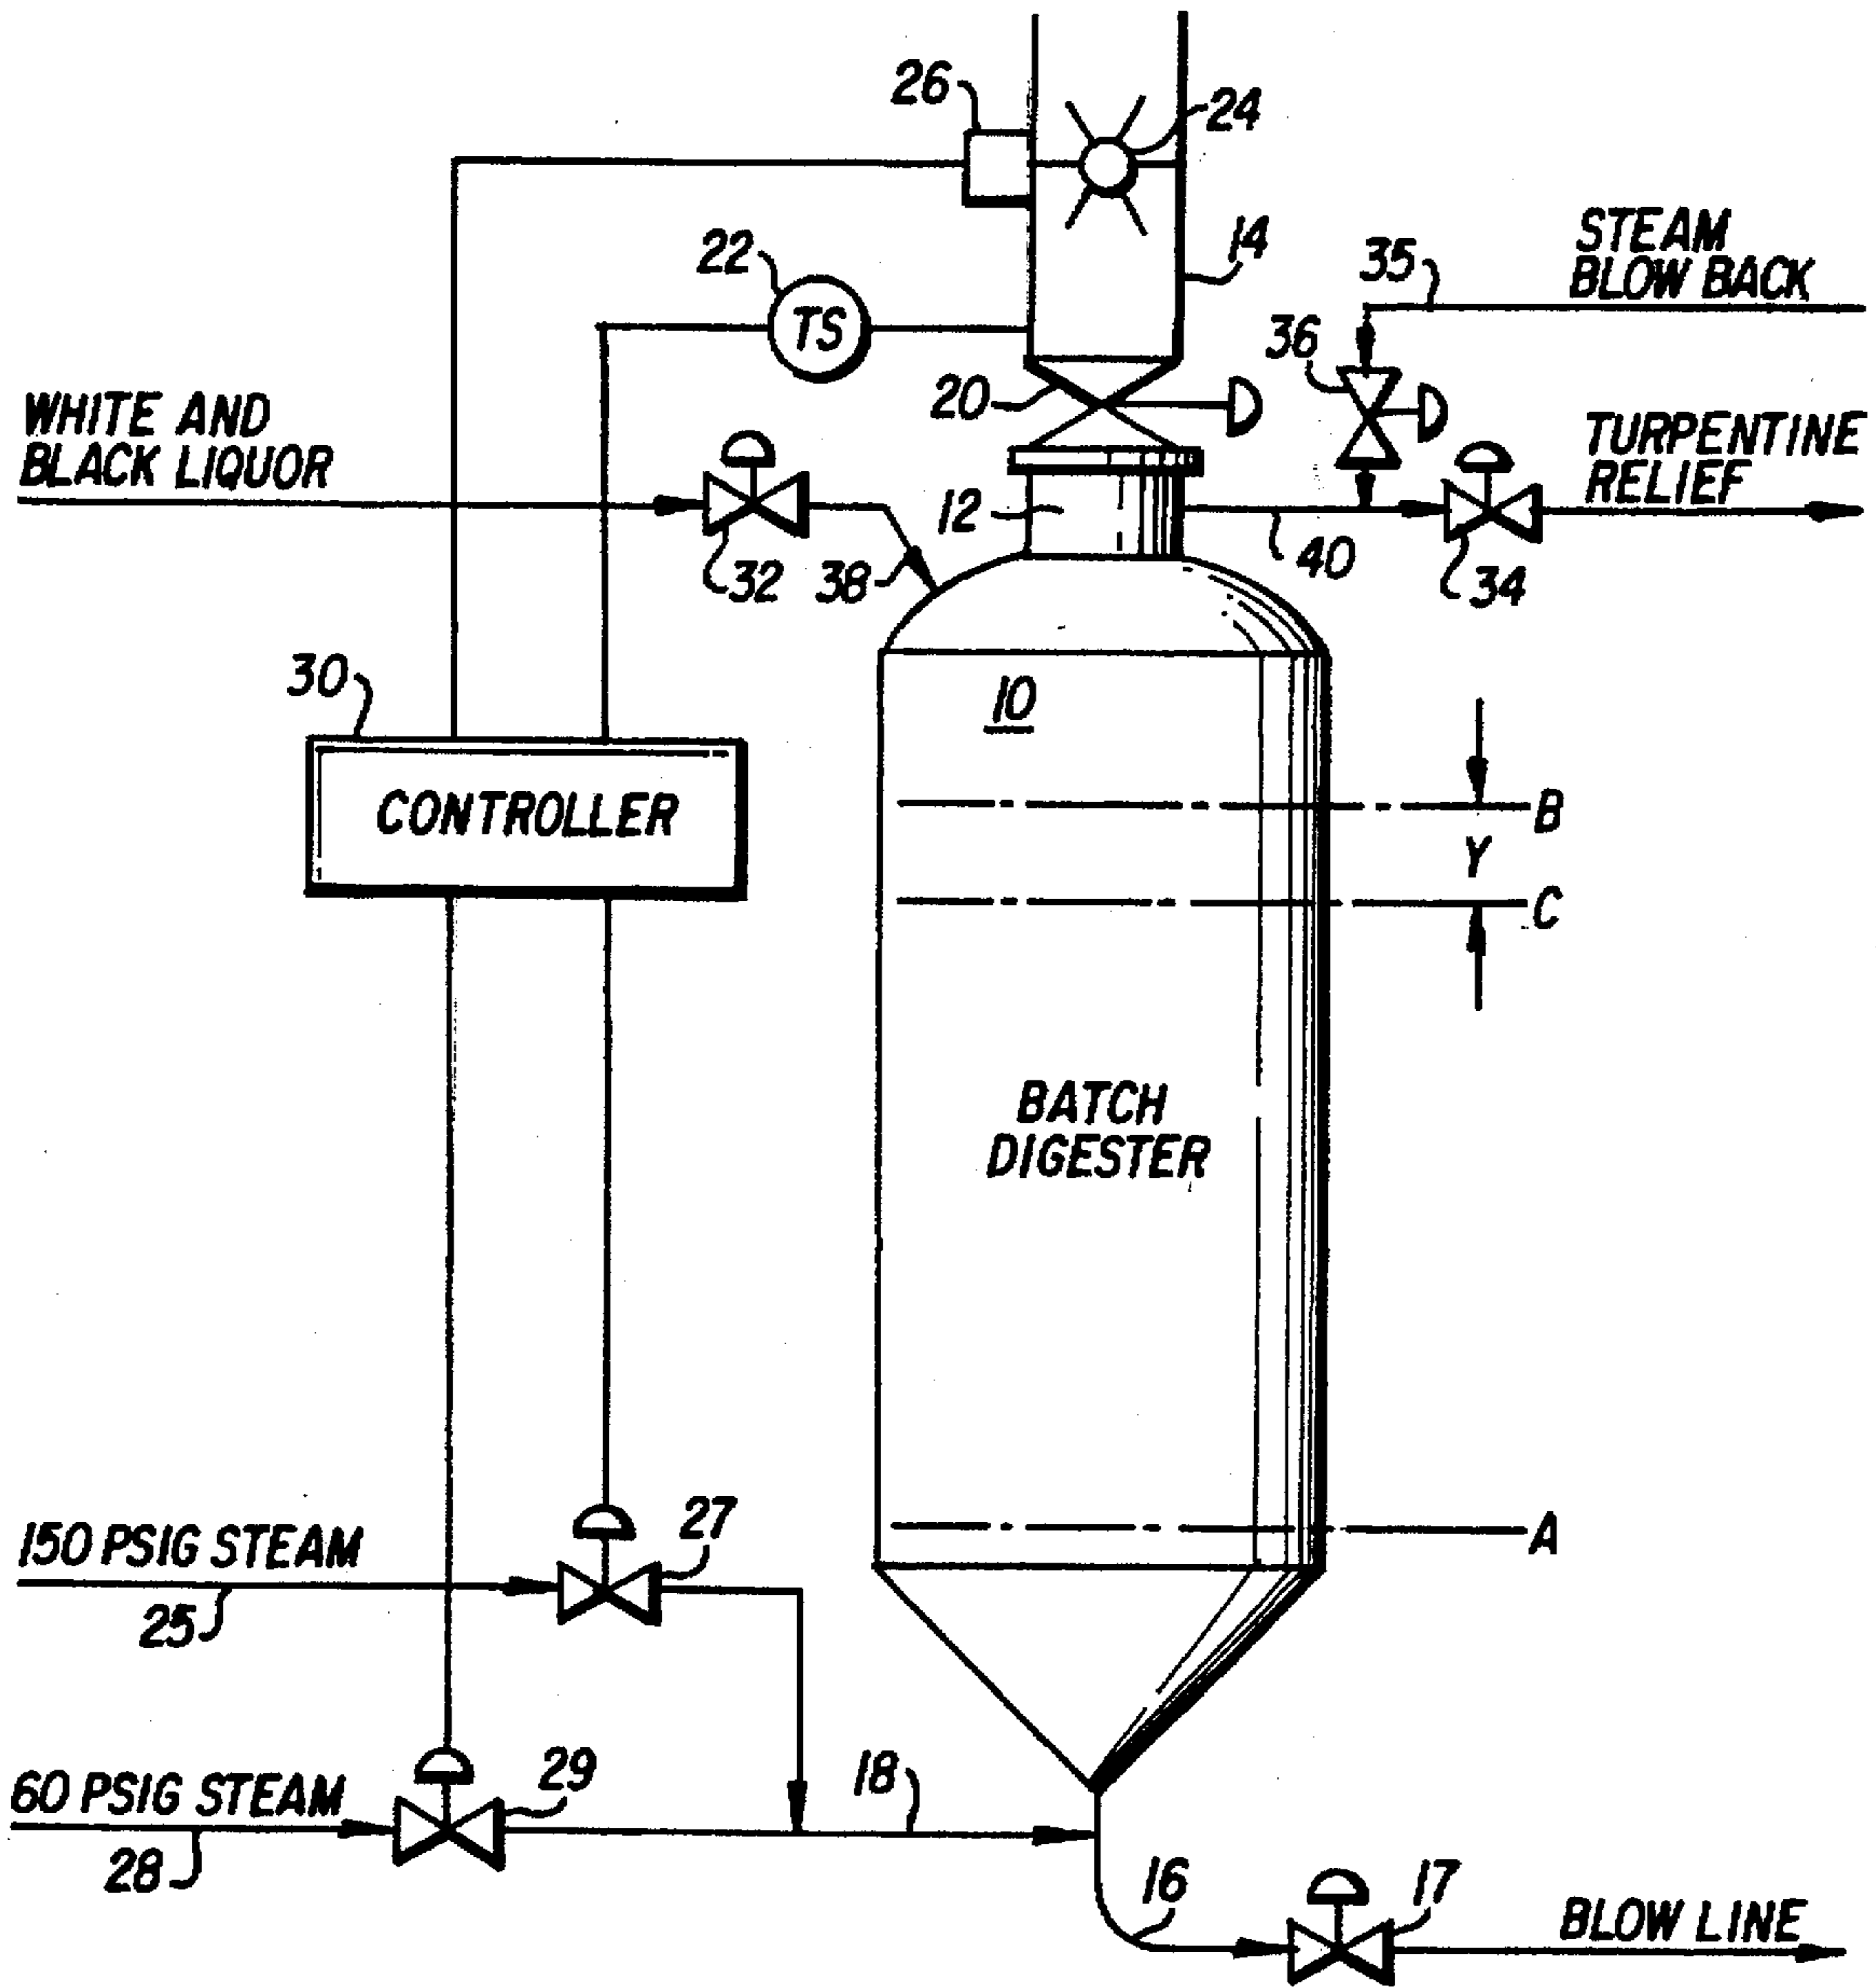 26
24
22
TS
14
35
STEAM
BLOW BACK
36
20
WHITE AND
BLACK LIQUOR
TURPENTINE
RELIEF
12
32
38
40
34
30
10
CONTROLLER
B
Y
C
BATCH
DIGESTER
150 PSIG STEAM
27
A
25
60 PSIG STEAM
29
18
28
16
17
BLOW LINE